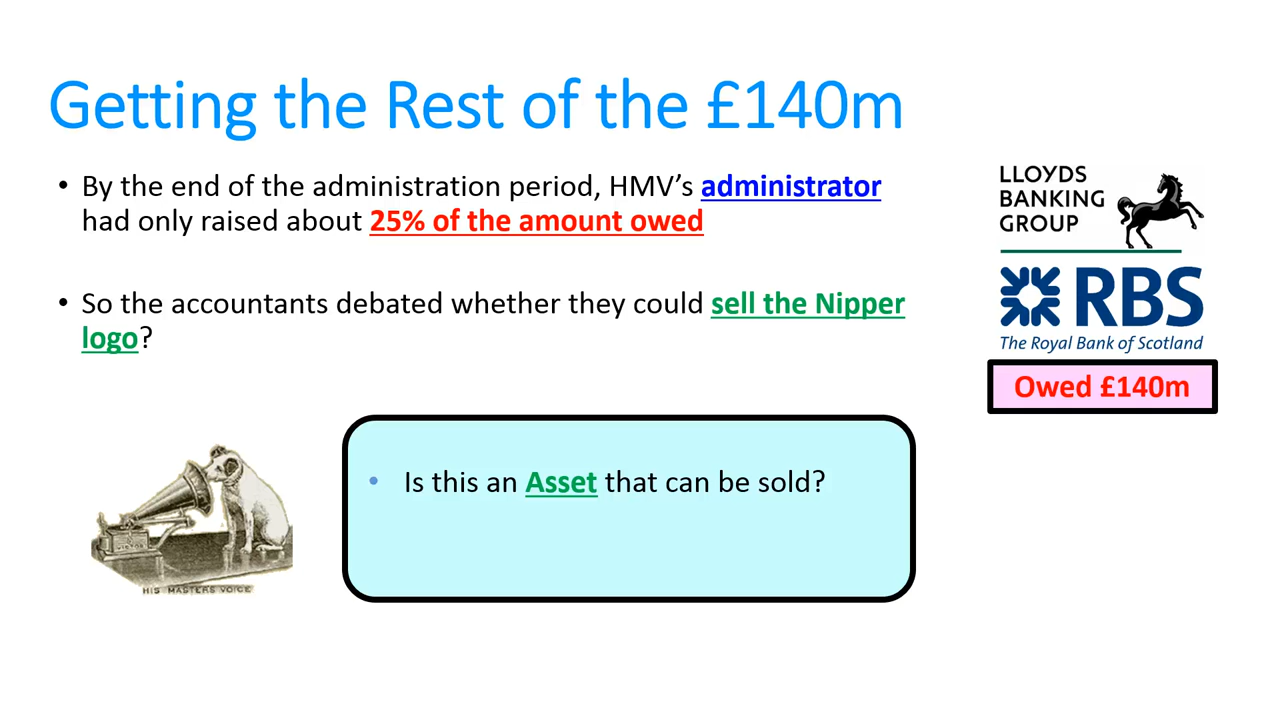 Getting the Rest of the £140m
• By the end of the administration period, HMV’s administrator
had only raised about 25% of the amount owed
• So the accountants debated whether they could sell the Nipper
logo?
LLOYDS
BANKING
GROUP
RBS
The Royal Bank of Scotland
Owed £140m
• Is this an Asset that can be sold?
VICTOR
HIS MASTERS VOICE